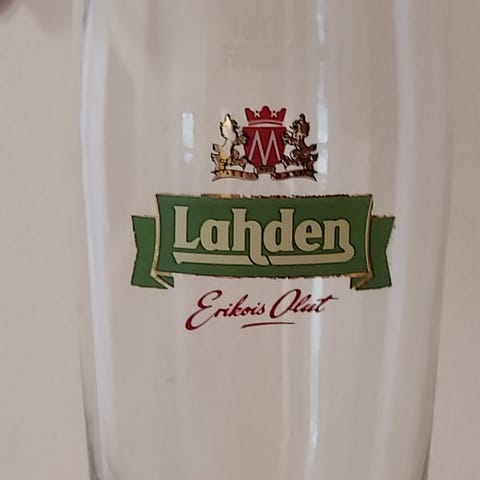 M
Lahden
Erikois Olut